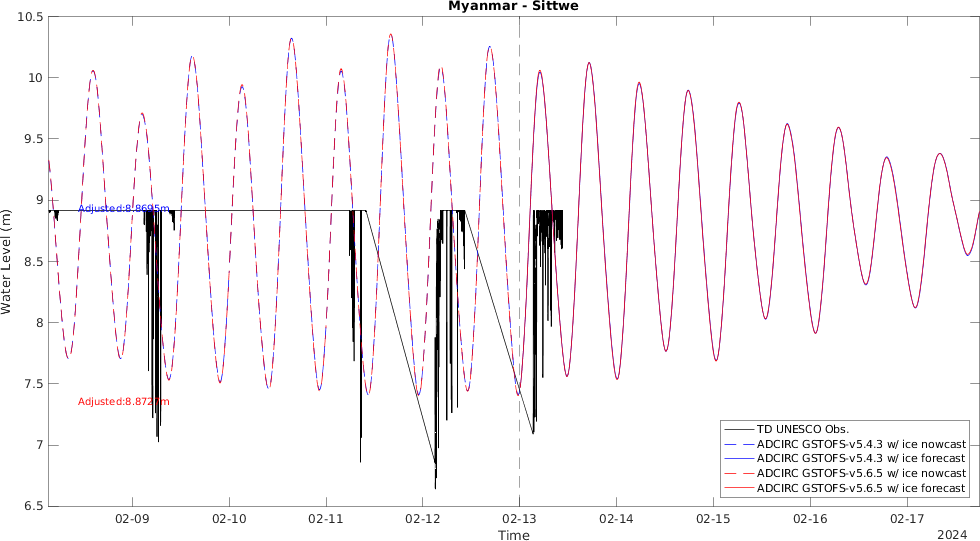 Myanmar - Sittwe
10.5
10
9.5
9
8.5
8
7.5
7
6.5
Water Level (m)
Adjusted:8.8695m
Adjusted:8.872 m
TD UNESCO Obs.
ADCIRC GSTOFS-v5.4.3 w/ ice nowcast
ADCIRC GSTOFS-v5.4.3 w/ ice forecast
ADCIRC GSTOFS-v5.6.5 w/ ice nowcast
ADCIRC GSTOFS-v5.6.5 w/ ice forecast
02-09 02-10 02-11 02-12 02-13 02-14 02-15 02-16 02-17
Time
2024